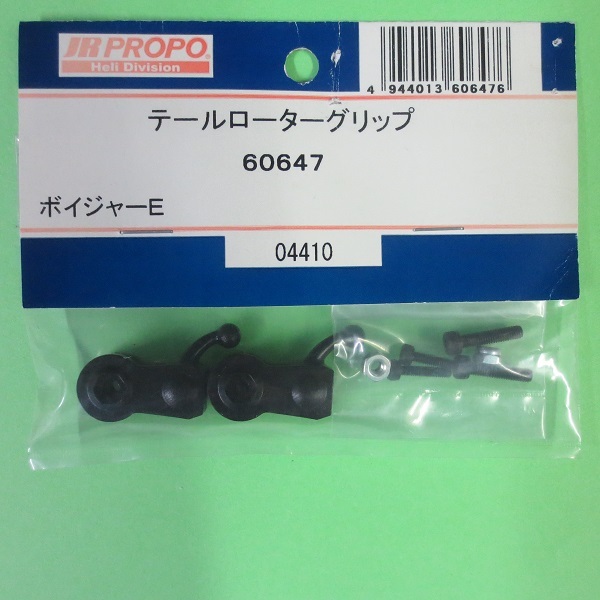 JR PROPO
Heli Division
4 944013 606476
テールローターグリップ
60647
ボイジャーE
04410